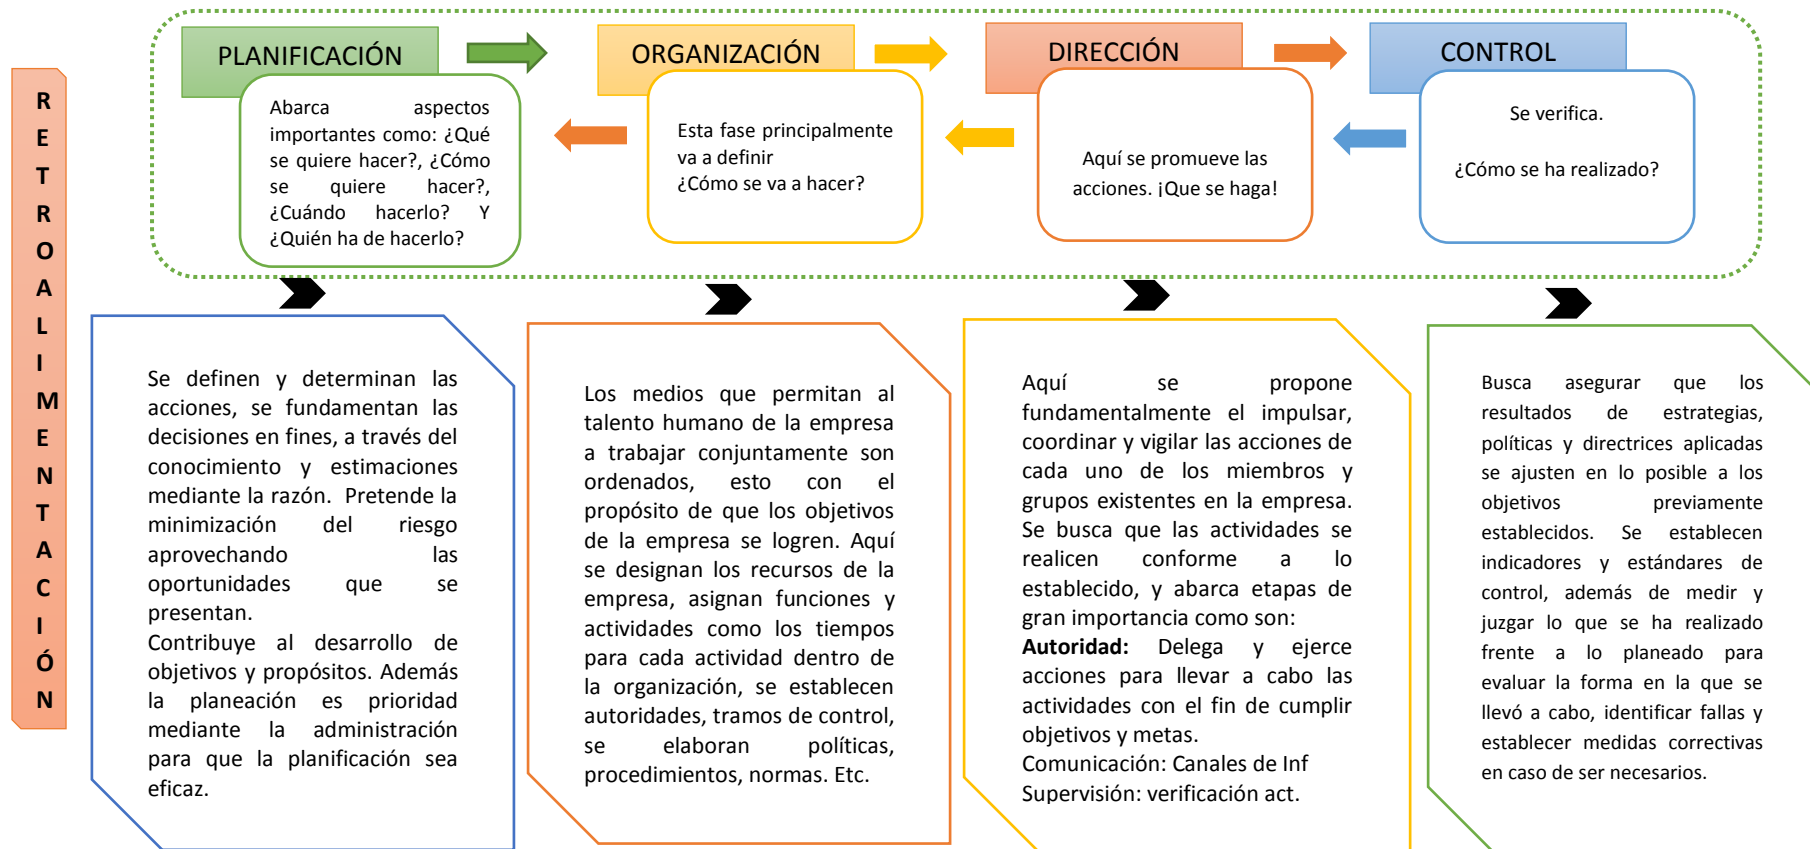 RETROALIMENTACIÓN
PLANIFICACIÓN
Abarca aspectos
importantes como: ¿Qué
se quiere hacer?, ¿Cómo
se quiere hacer?,
¿Cuándo hacerlo? Y
¿Quién ha de hacerlo?
ORGANIZACIÓN
Esta fase principalmente
va a definir
¿Cómo se va a hacer?
DIRECCIÓN
Aquí se promueve las
acciones. ¡Que se haga!
CONTROL
Se verifica.
¿Cómo se ha realizado?
Se definen y determinan las
acciones, se fundamentan las
decisiones en fines, a través del
conocimiento y estimaciones
mediante la razón. Pretende la
minimización del riesgo
aprovechando las
oportunidades que se
presentan.
Contribuye al desarrollo de
objetivos y propósitos. Además
la planeación es prioridad
mediante la administración
para que la planificación sea
eficaz.
Los medios que permitan al
talento humano de la empresa
a trabajar conjuntamente son
ordenados, esto con el
propósito de que los objetivos
de la empresa se logren. Aquí
se designan los recursos de la
empresa, asignan funciones y
actividades como los tiempos
para cada actividad dentro de
la organización, se establecen
autoridades, tramos de control,
se elaboran políticas,
procedimientos, normas. Etc.
Aquí se propone
fundamentalmente el impulsar,
coordinar y vigilar las acciones de
cada uno de los miembros y
grupos existentes en la empresa.
Se busca que las actividades se
realicen conforme a lo
establecido, y abarca etapas de
gran importancia como son:
Autoridad: Delega y ejerce
acciones para llevar a cabo las
actividades con el fin de cumplir
objetivos y metas.
Comunicación: Canales de Inf
Supervisión: verificación act.
Busca asegurar que los
resultados de estrategias,
políticas y directrices aplicadas
se ajusten en lo posible a los
objetivos previamente
establecidos. Se establecen
indicadores y estándares de
control, además de medir y
juzgar lo que se ha realizado
frente a lo planeado para
evaluar la forma en la que se
llevó a cabo, identificar fallas y
establecer medidas correctivas
en caso de ser necesarios.